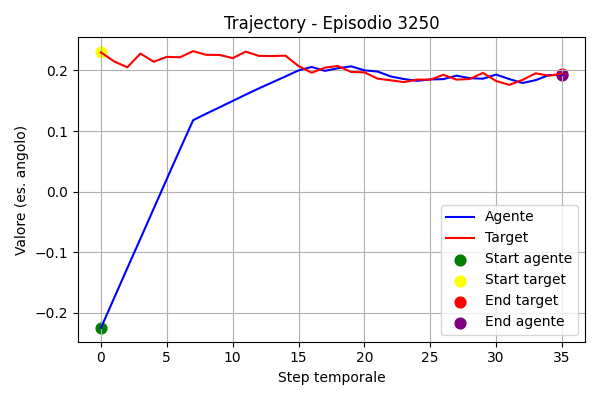 Trajectory - Episodio 3250
Valore (es. angolo)
0.2
0.1
0.0
−0.1
−0.2
0
5
10
15
20
25
30
35
Step temporale
Agente
Target
Start agente
Start target
End target
End agente